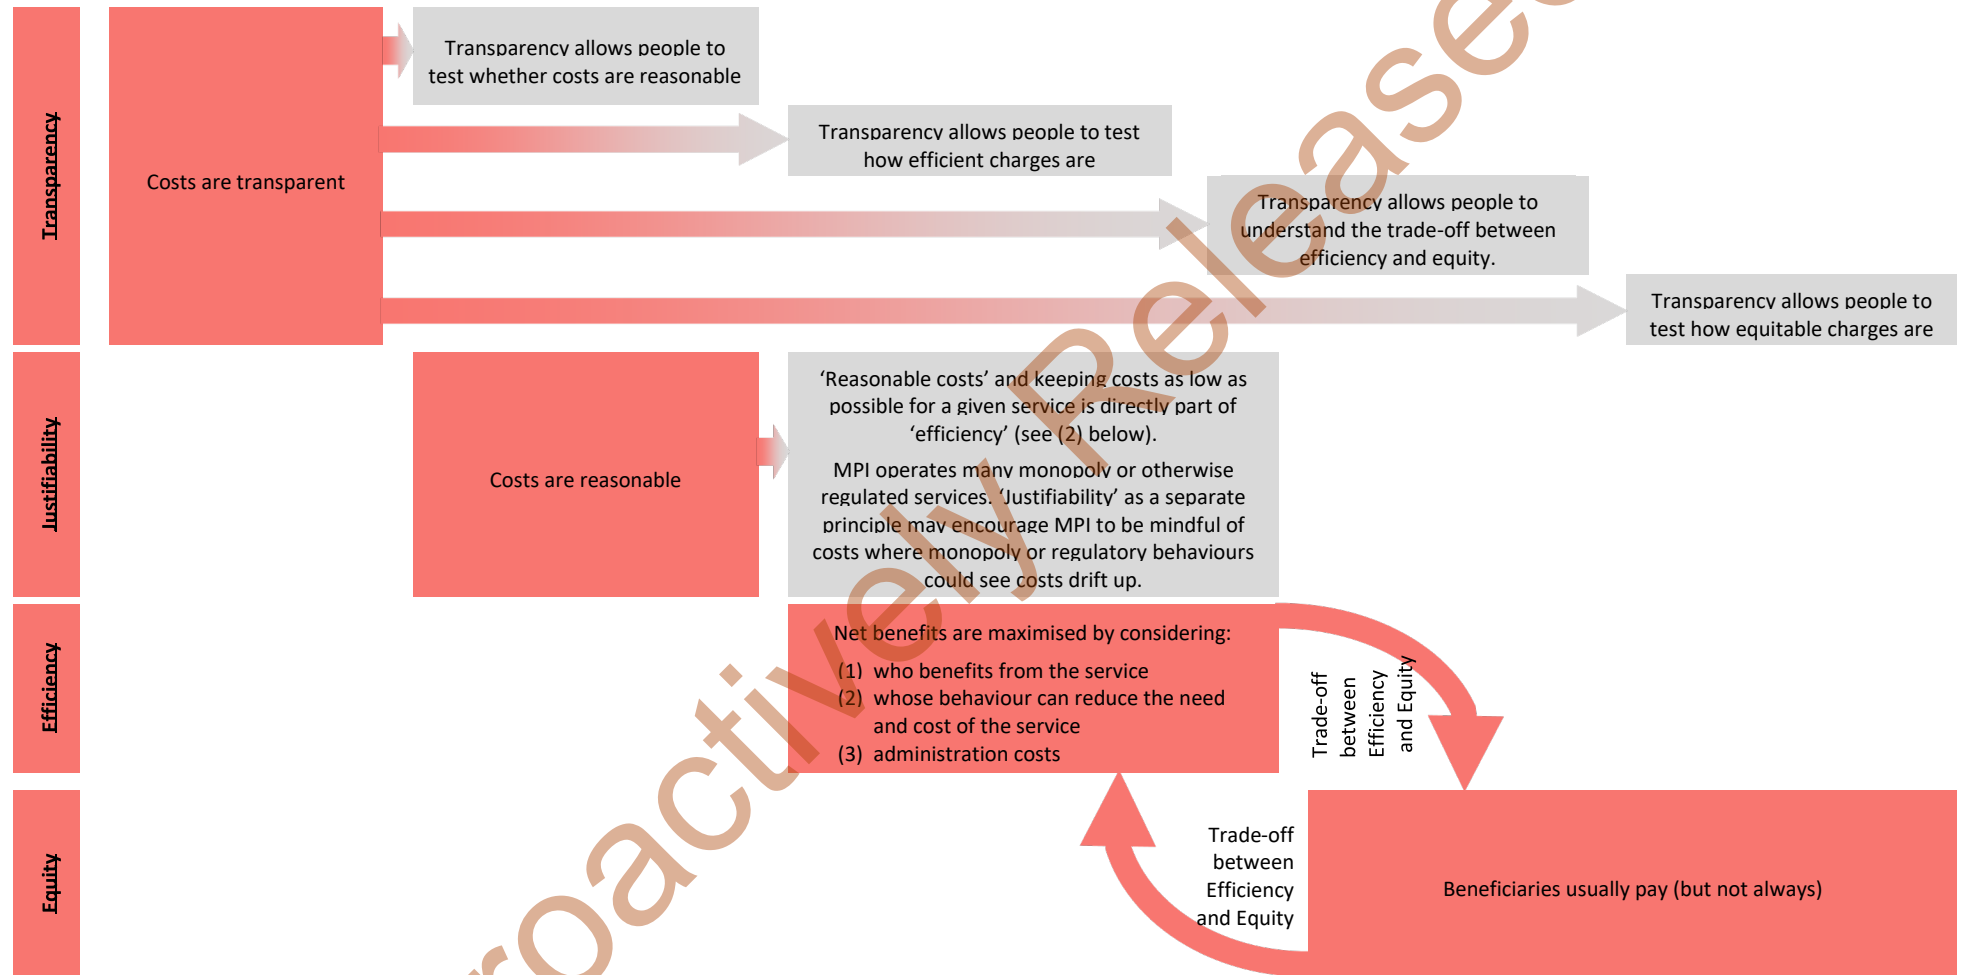 Transparency
Costs are transparent
Transparency allows people to
test whether costs are reasonable
Transparency allows people to test
how efficient charges are
Transparency allows people to
understand the trade-off between
efficiency and equity.
Transparency allows people to
test how equitable charges are
Justifiability
Costs are reasonable
‘Reasonable costs’ and keeping costs as low as
possible for a given service is directly part of
‘efficiency’ (see (2) below).
MPI operates many monopoly or otherwise
regulated services. ‘Justifiability’ as a separate
principle may encourage MPI to be mindful of
costs where monopoly or regulatory behaviours
could see costs drift up.
Efficiency
Net benefits are maximised by considering:
(1) who benefits from the service
(2) whose behaviour can reduce the need
and cost of the service
(3) administration costs
Trade-off
between
Efficiency
and Equity
Equity
Trade-off
between
Efficiency
and Equity
Beneficiaries usually pay (but not always)
roactively Released